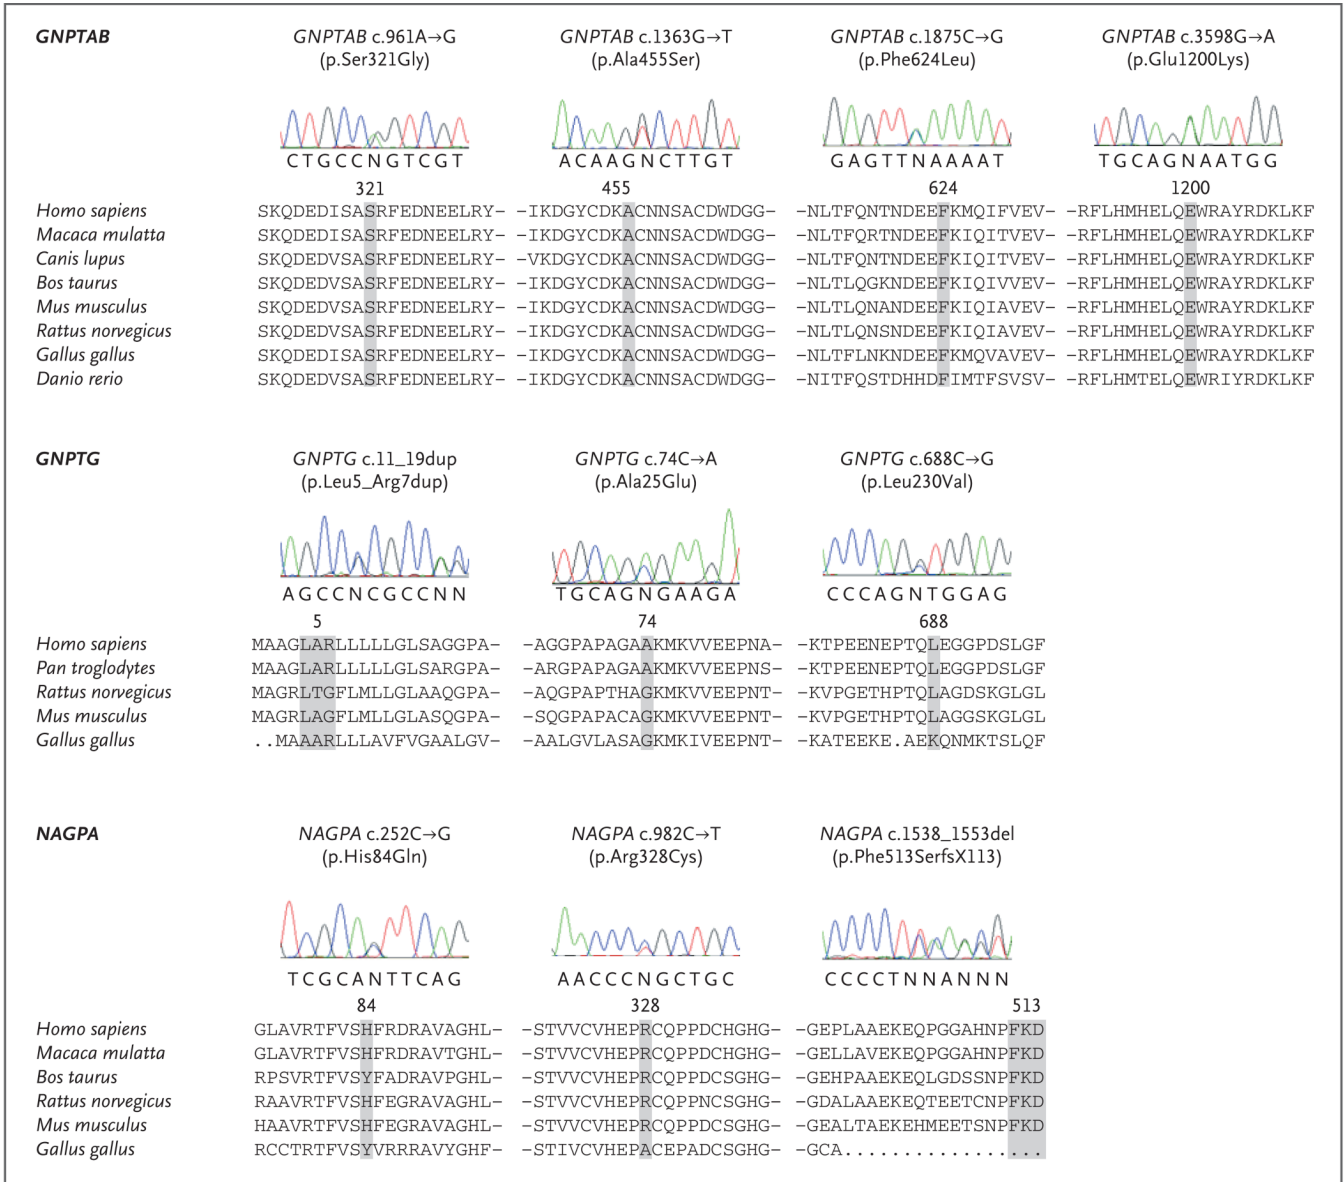 GNPTAB GNPTAB c.961A→G GNPTAB c.1363G→T GNPTAB c.1875C→G GNPTAB c.3598G→A
(p.Ser321Gly) (p.Ala455Ser) (p.Phe624Leu) (p.Glu1200Lys)
CTGCCNGTCGT ACAAGNCTTGT GAGTTNAAAAT TGCAGNAATGG
321 455 624 1200
Homo sapiens SKQDEDISASRFEDNEELRY- -IKDGYCDKACNNSACDWDGG- -NLTFQNTNDEEFKMQIFVEV- -RFLHMHELQEWRAYRDKLKF
Macaca mulatta SKQDEDISASRFEDNEELRY- -IKDGYCDKACNNSACDWDGG- -NLTFQRTNDEEFKIQITVEV- -RFLHMHELQEWRAYRDKLKF
Canis lupus SKQDEDVSASRFEDNEELRY- -VKDGYCDKACNNSACDWDGG- -NLTFQNTNDEEFKIQITVEV- -RFLHMHELQEWRAYRDKLKF
Bos taurus SKQDEDVSASRFEDNEELRY- -IKDGYCDKACNNSACDWDGG- -NLTLQGKNDEEFKIQIVVEV- -RFLHMHELQEWRAYRDKLKF
Mus musculus SKQDEDVSASRFEDNEELRY- -IKDGYCDKACNNSACDWDGG- -NLTLQNANDEEFKIQIAVEV- -RFLHMHELQEWRAYRDKLKF
Rattus norvegicus SKQDEDVSASRFEDNEELRY- -IKDGYCDKACNNSACDWDGG- -NLTLQNSNDEEFKIQIAVEV- -RFLHMHELQEWRAYRDKLKF
Gallus gallus SKQDEDISASRFEDNEELRY- -IKDGYCDKACNNSACDWDGG- -NLTFLNKNDEEFKMQVAVEV- -RFLHMHELQEWRAYRDKLKF
Danio rerio SKQDEDVSASRFEDNEELRY- -IKDGYCDKACNNSACDWDGG- -NITFQSTDHHDFIMTFSVSV- -RFLHMTELQEWRIYRDKLKF
GNPTG GNPTG c.11_19dup GNPTG c.74C→A GNPTG c.688C→G
(p.Leu5_Arg7dup) (p.Ala25Glu) (p.Leu230Val)
AGCCNCGCCNN TGCAGNGAAGA CCCAGNTGGAG
5 74 688
Homo sapiens MAAGLARLLLLLGLSAGGPA- -AGGPAPAGAAKMKVVEEPNA- -KTPEENEPTQLEGGPDSLGF
Pan troglodytes MAAGLARLLLLLGLSARGPA- -ARGPAPAGAAKMKVVEEPNS- -KTPEENEPTQLEGGPDSLGF
Rattus norvegicus MAGRLTGFLMLLGLAAQGPA- -AQGPAPTHAGKMKVVEEPNT- -KVPGETHPTQLAGDSKGLGL
Mus musculus MAGRLAGFLMLLGLASQGPA- -SQGPAPACAGKMKVVEEPNT- -KVPGETHPTQLAGGSKGLGL
Gallus gallus ..MAAARLLLAVFVGAALGV- -AALGVLASAGKMKIVEEPNT- -KATEEKE.AEKQNMKTSLQF
NAGPA NAGPA c.252C→G NAGPA c.982C→T NAGPA c.1538_1553del
(p.His84Gln) (p.Arg328Cys) (p.Phe513SerfsX113)
TCGCANTTCAG AACCCNGCTGC CCCCTNNANNN
84 328 513
Homo sapiens GLAVRTFVSHFRDRAVAGHL- -STVVCVHEPRCQPPDCHGHG- -GEPLAAEKEQPGGAHNPFKD
Macaca mulatta GLAVRTFVSHFRDRAVTGHL- -STVVCVHEPRCQPPDCHGHG- -GELLAVEKEQPGGAHNPFKD
Bos taurus RPSVRTFVSYFADRAVPGHL- -STVVCVHEPRCQPPDCSGHG- -GEHPAAEKEQLGDSSNPFKD
Rattus norvegicus RAAVRTFVSHFEGRAVAGHL- -STVVCVHEPRCQPPNCSGHG- -GDALAAEKEQTEETCNPFKD
Mus musculus HAAVRTFVSHFEGRAVAGHL- -STVVCVHEPRCQPPDCSGHG- -GEALTAEKEHMEETSNPFKD
Gallus gallus RCCTRTFVSYVRRRAVYGHF- -STIVCVHEPACEPADCSGHG- -GCA.................